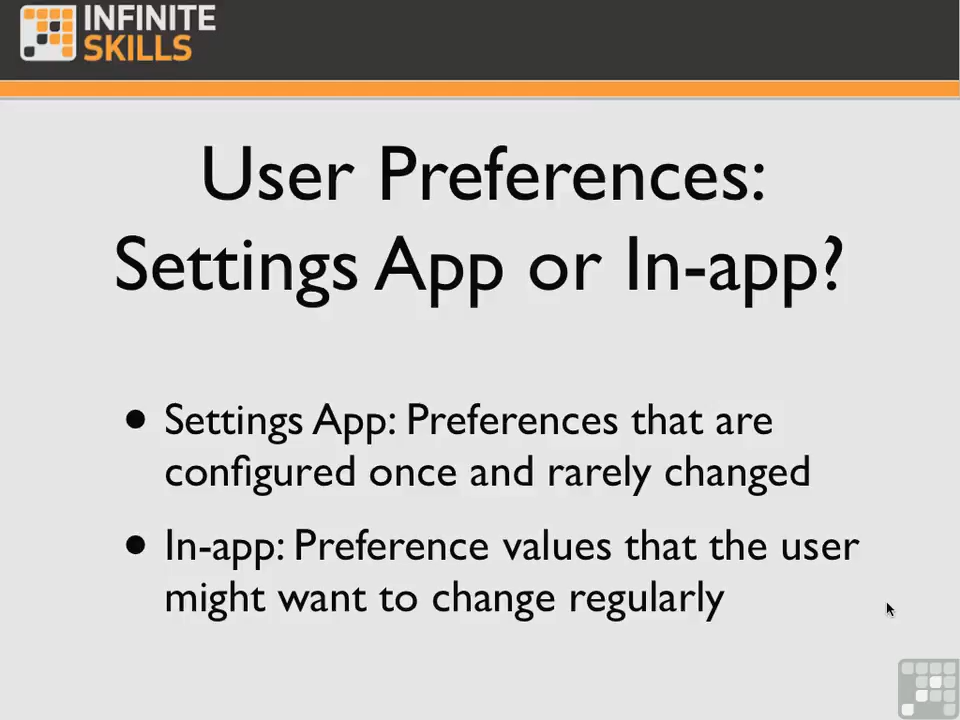 INFINITE
SKILLS
User Preferences:
Settings App or In-app?
• Settings App: Preferences that are
configured once and rarely changed
• In-app: Preference values that the user
might want to change regularly